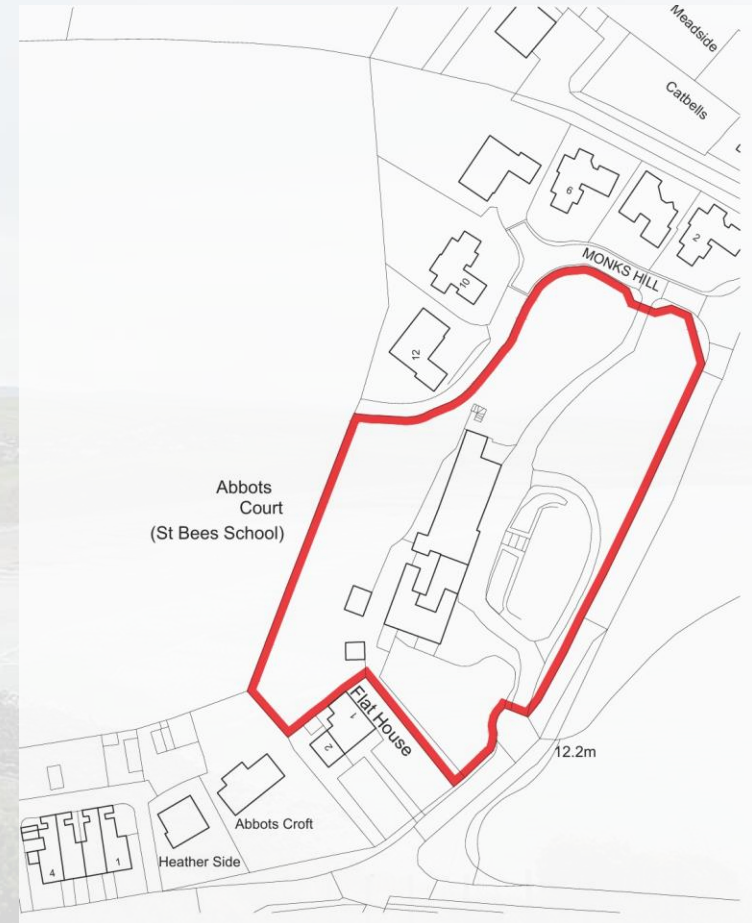 Meadside
Catbells
6
2
MONKS HILL
10
12
Abbots
Court
(St Bees School)
Flat House
1
2
12.2m
Abbots Croft
Heather Side
1
4